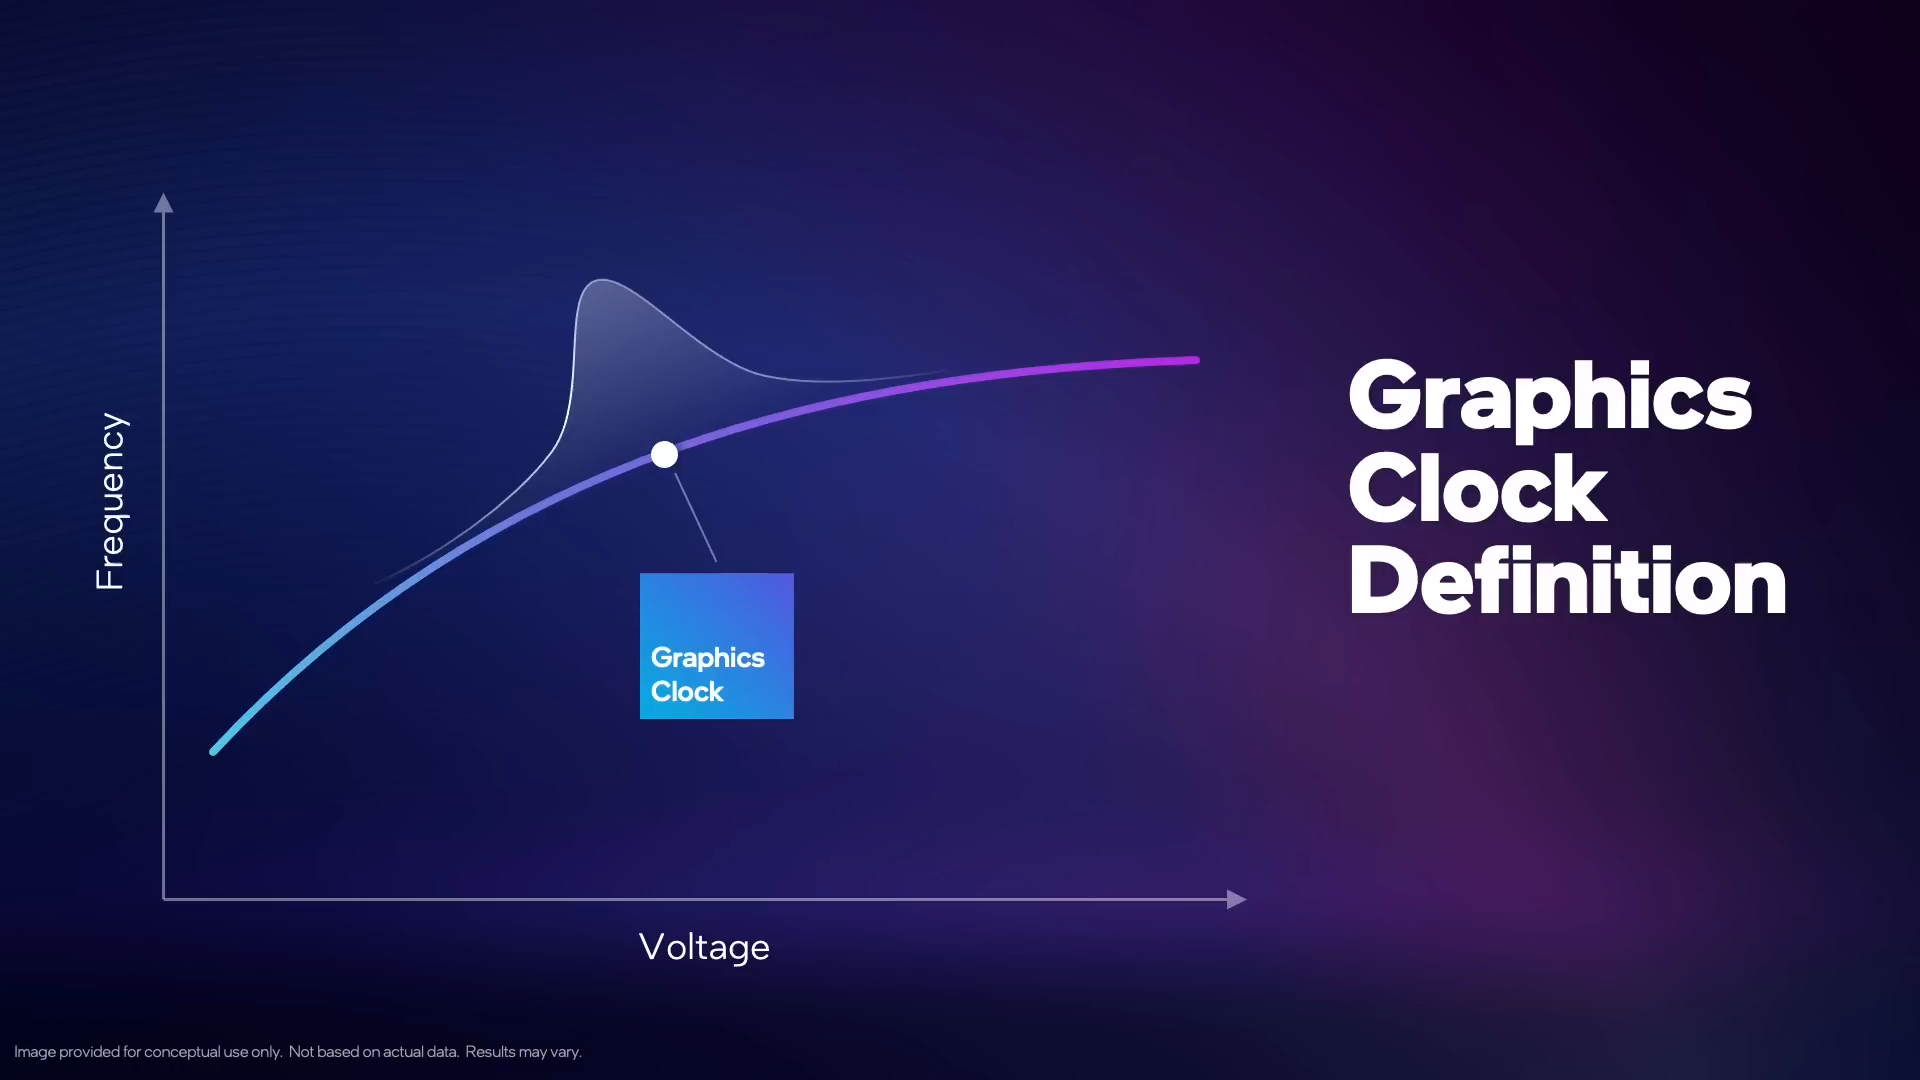 Graphics
Clock
Definition
Frequency
Graphics
Clock
Voltage
Image provided for conceptual use only. Not based on actual data. Results may vary.